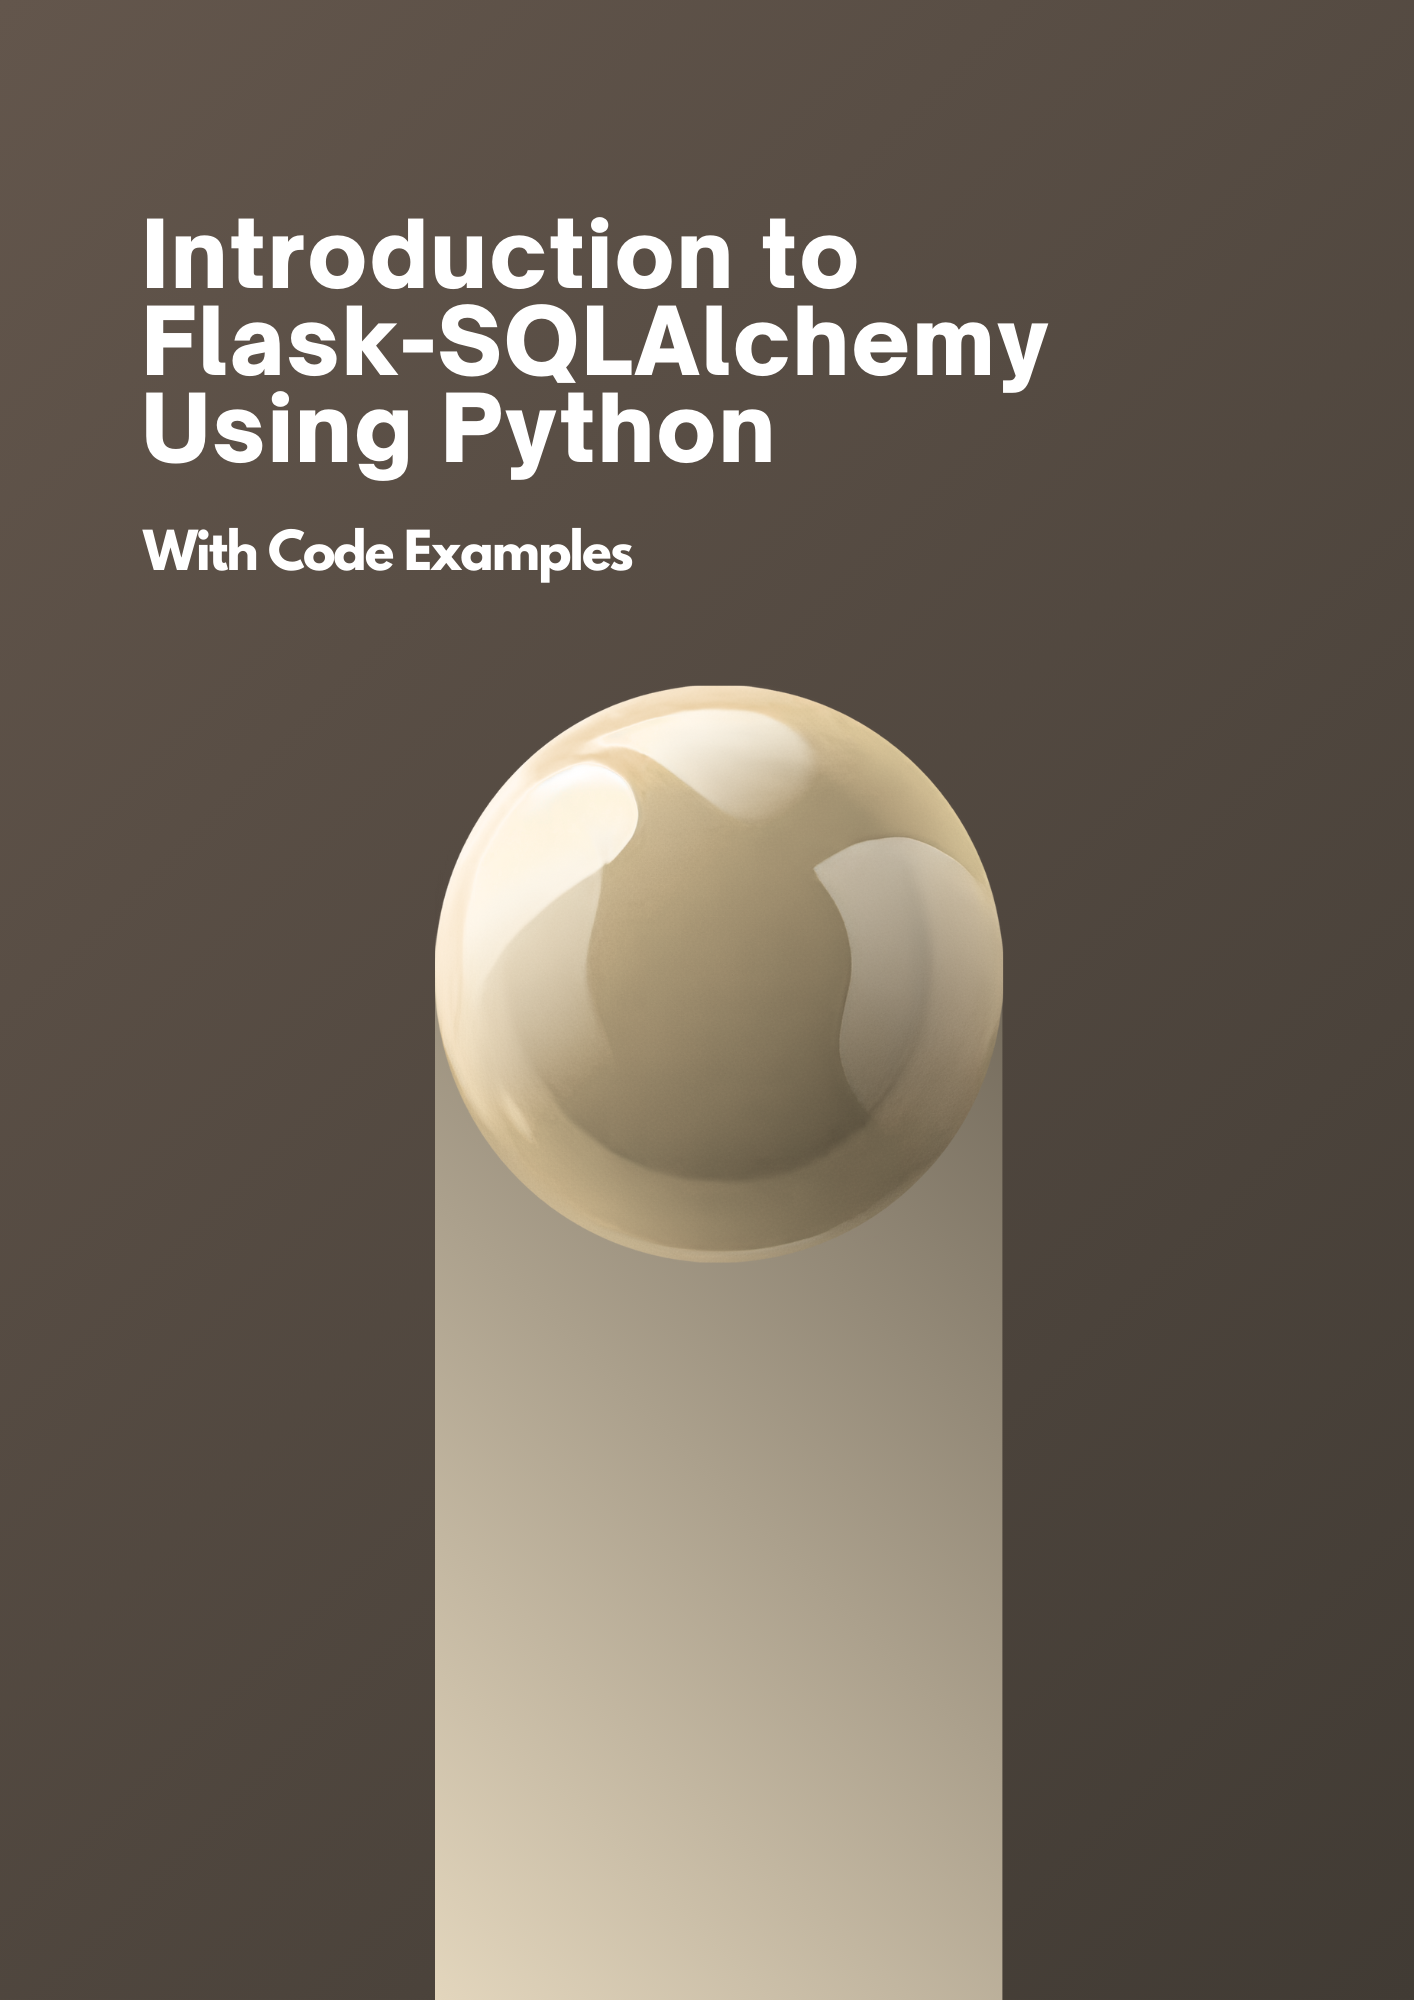 Introduction to
Flask-SQLAlchemy
Using Python
With Code Examples